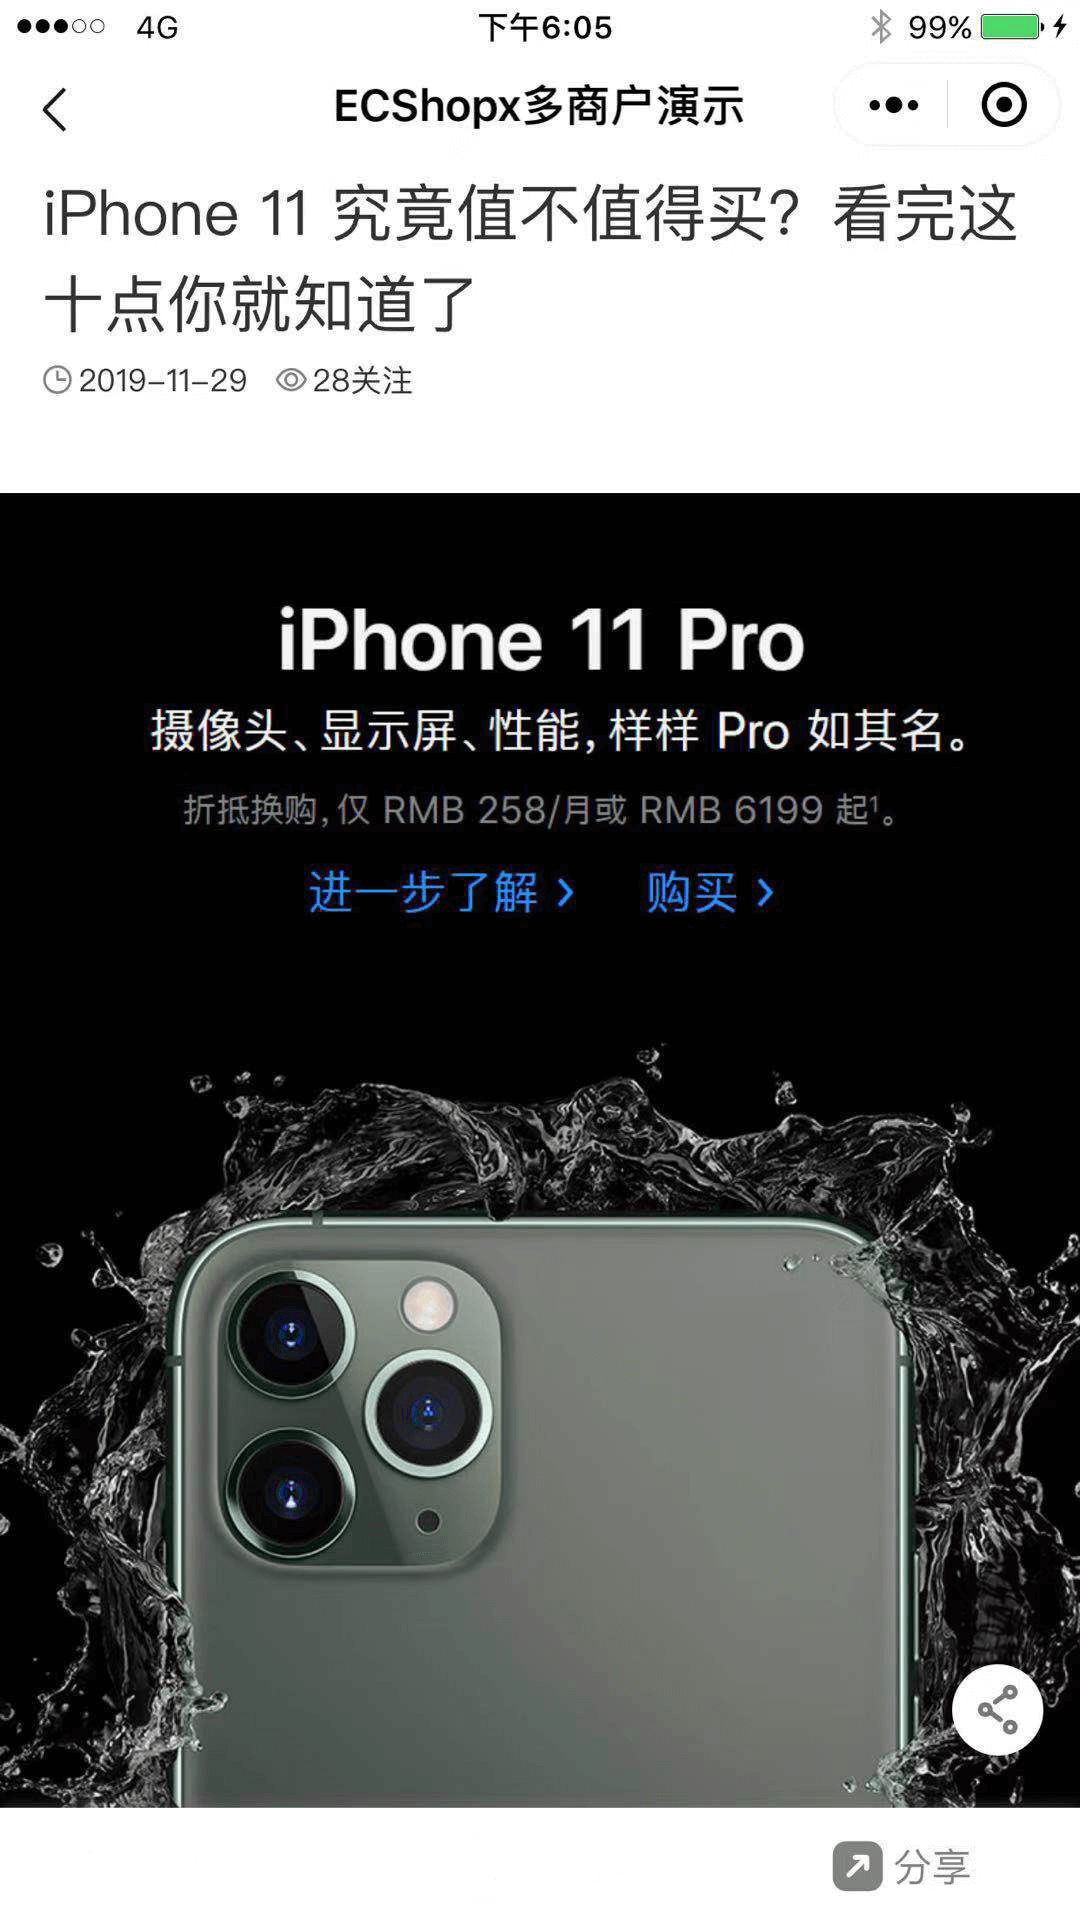 4G
下午6:05
99%
ECShopx多商户演示
iPhone 11 究竟值不值得买？看完这
十点你就知道了
2019-11-29 28关注
iPhone 11 Pro
摄像头、显示屏、性能，样样 Pro 如其名。
折抵换购，仅 RMB 258/月或 RMB 6199 起¹。
进一步了解 > 购买 >
分享